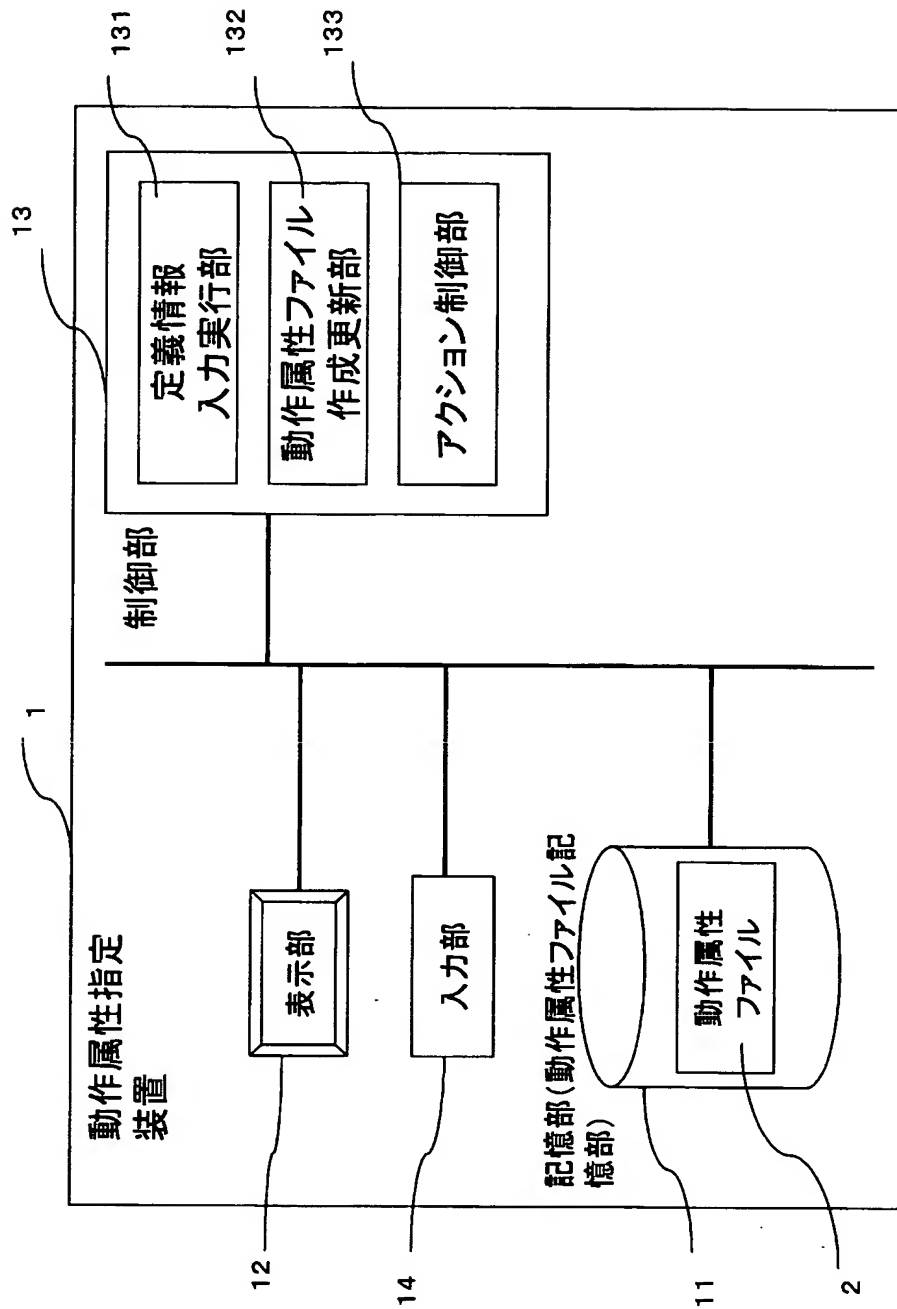 1
動作属性指定
装置
12
表示部
14
入力部
記憶部(動作属性ファイル記
憶部)
11
動作属性
ファイル
2
制御部
13
定義情報
入力実行部
131
動作属性ファイル
作成更新部
132
アクション制御部
133